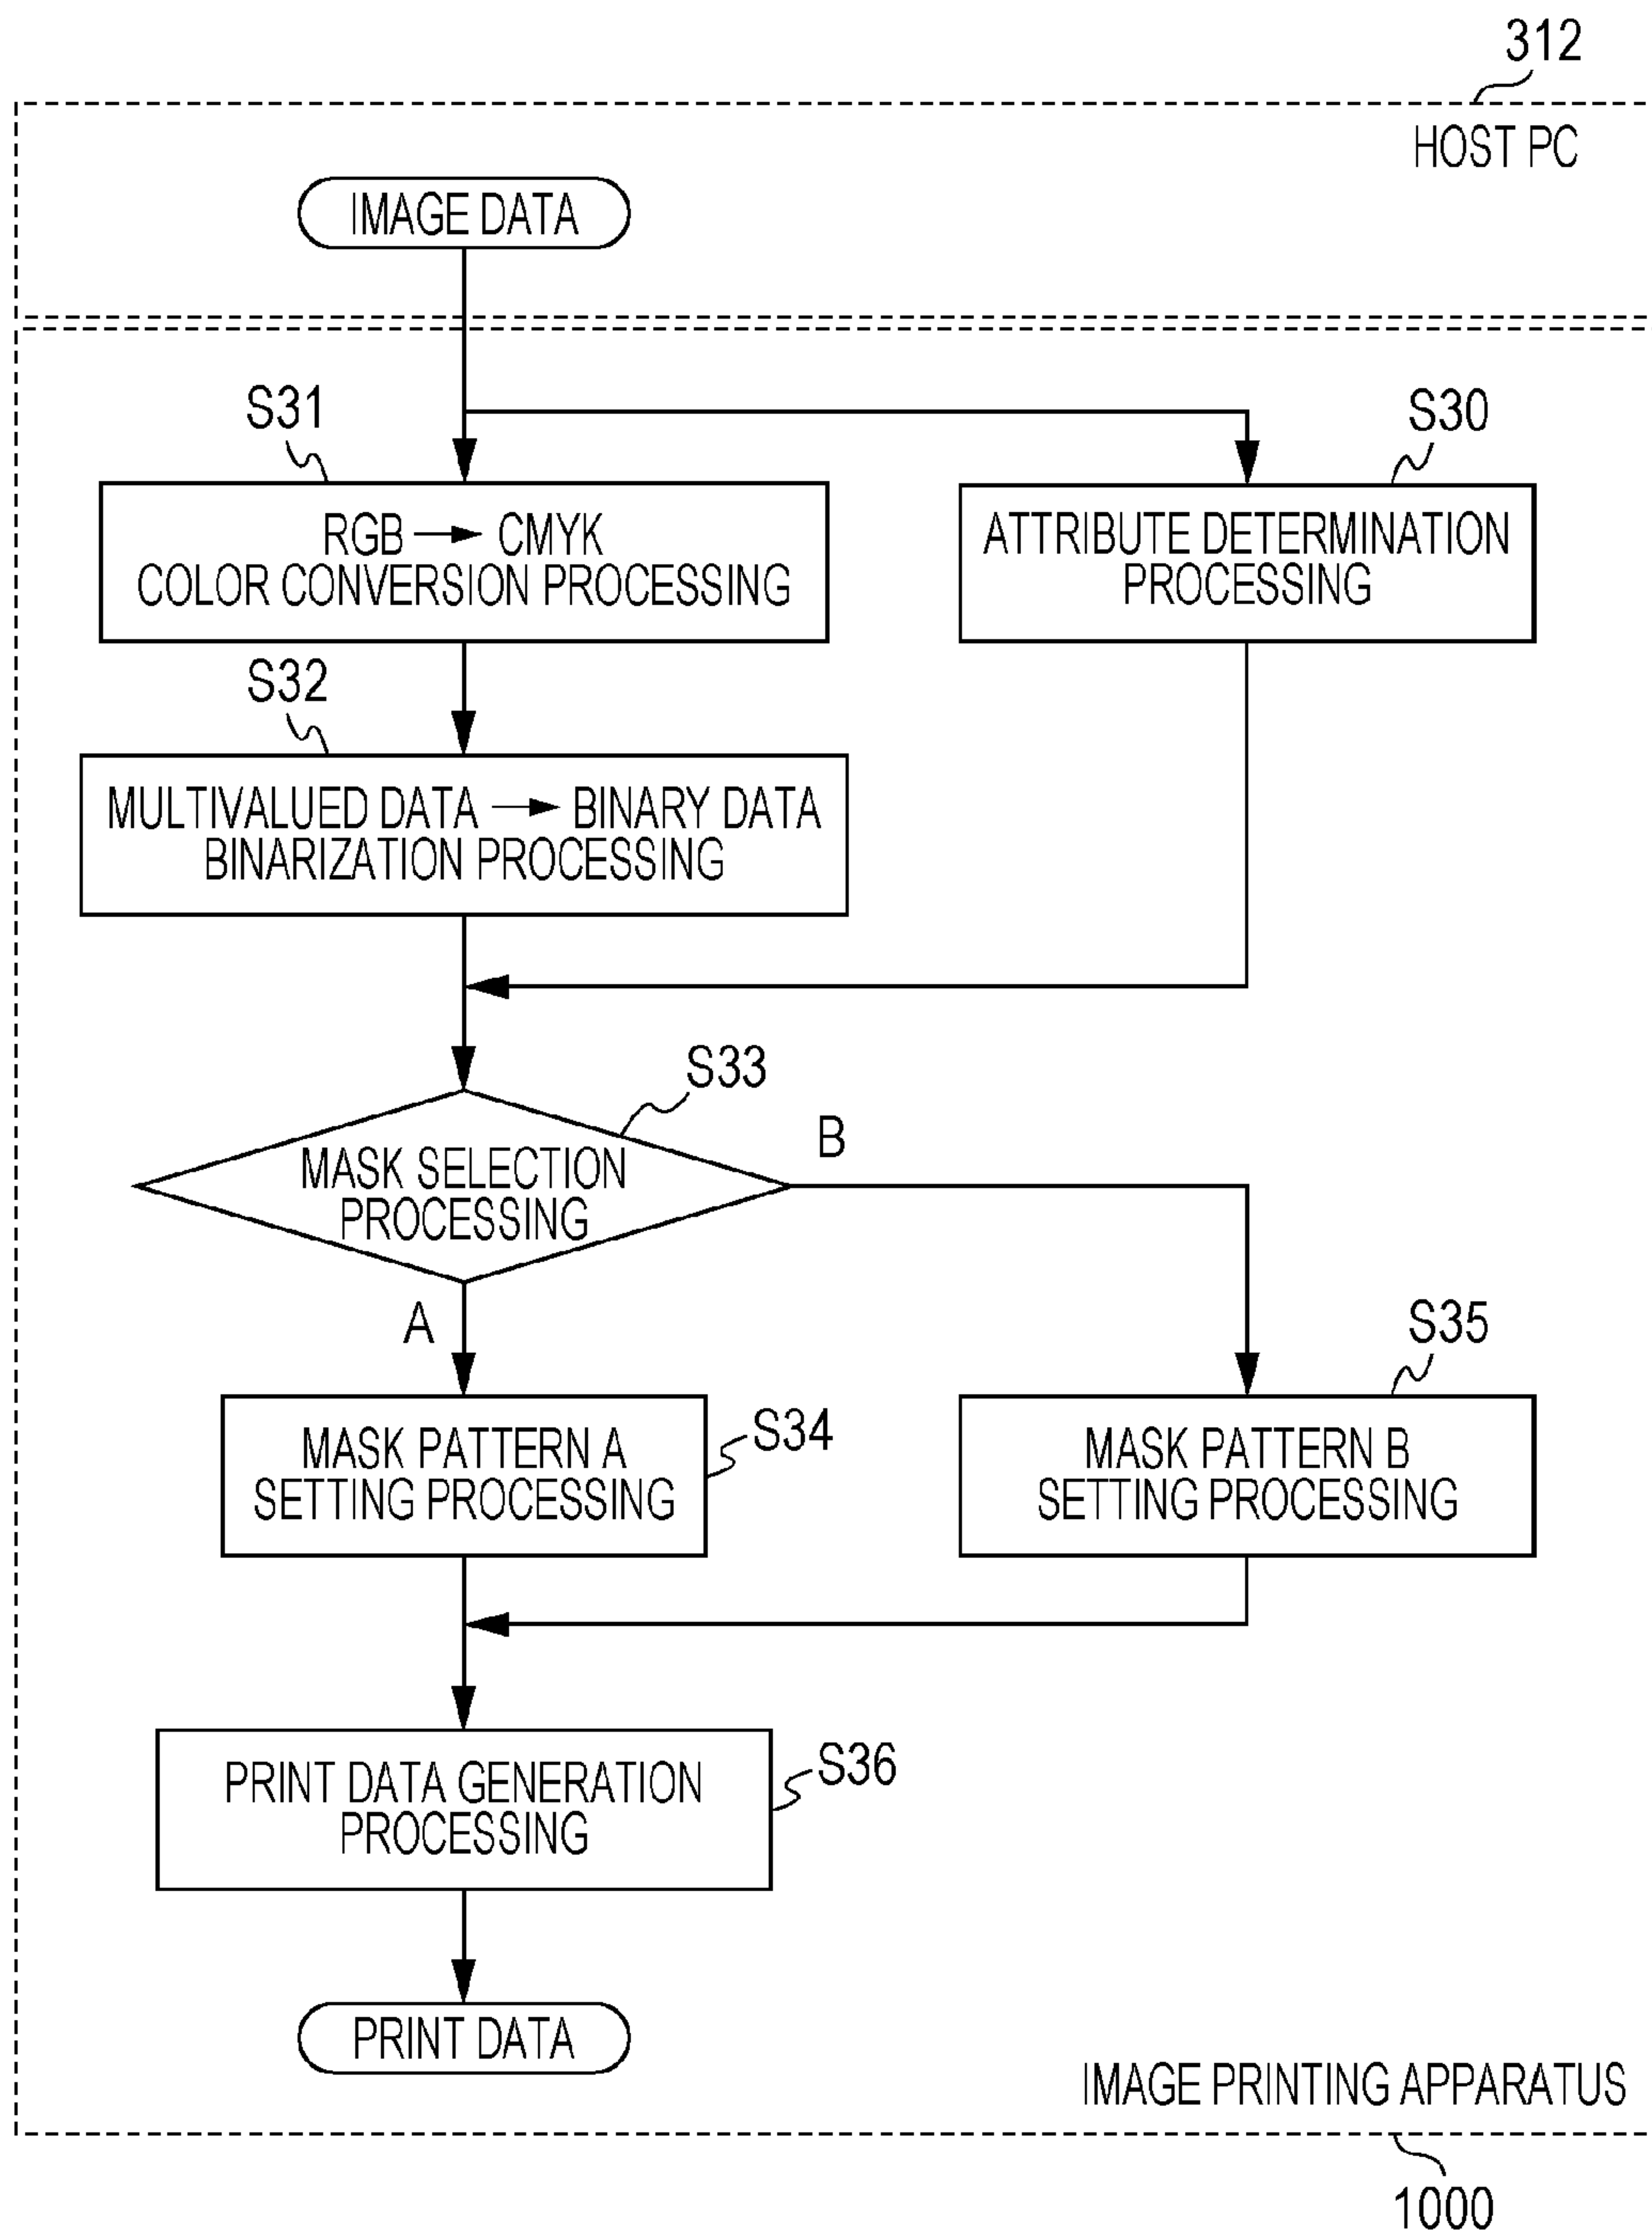 312
HOST PC
IMAGE DATA
S31
S30
RGB → CMYK
COLOR CONVERSION PROCESSING
ATTRIBUTE DETERMINATION
PROCESSING
S32
MULTIVALUED DATA → BINARY DATA
BINARIZATION PROCESSING
S33
B
MASK SELECTION
PROCESSING
A
S35
S34
MASK PATTERN A
SETTING PROCESSING
MASK PATTERN B
SETTING PROCESSING
S36
PRINT DATA GENERATION
PROCESSING
PRINT DATA
IMAGE PRINTING APPARATUS
1000